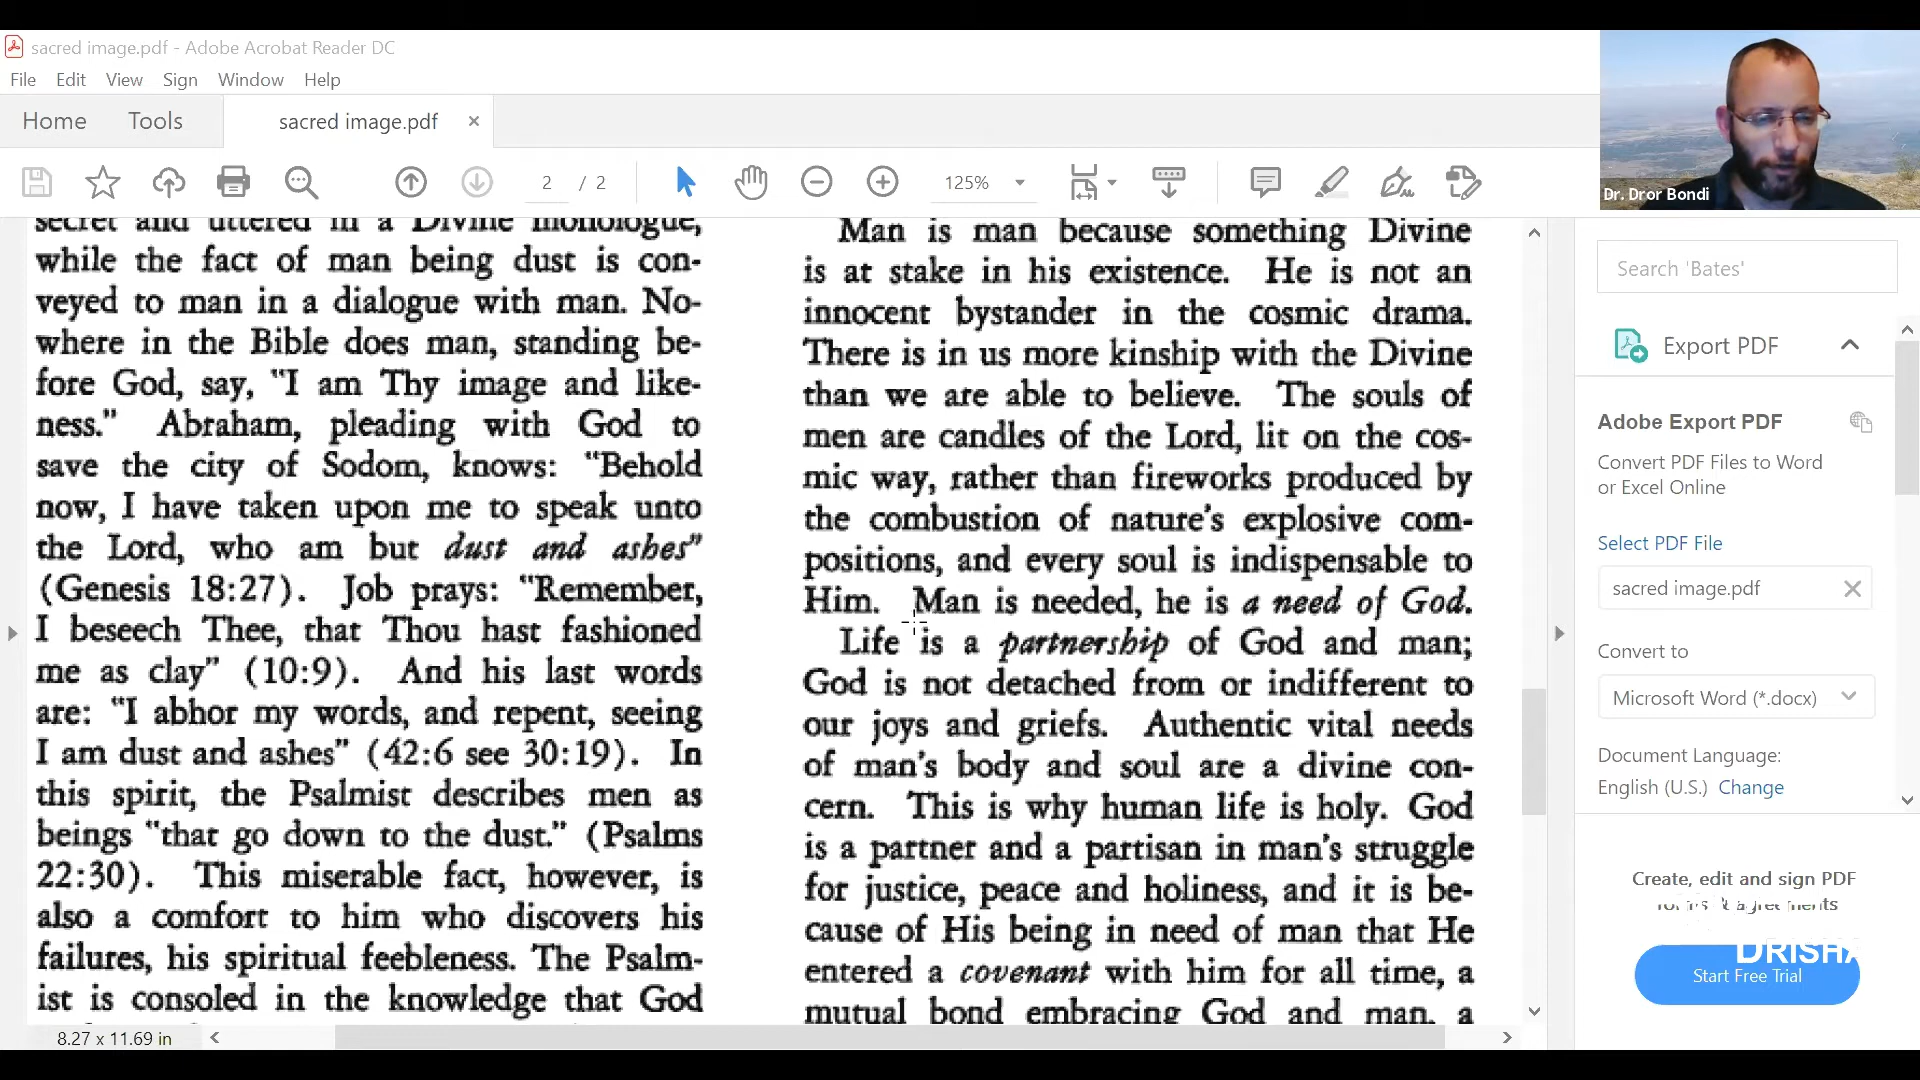 sacred image.pdf - Adobe Acrobat Reader DC
File Edit View Sign Window Help
Home Tools sacred image.pdf ×
2 / 2 125%
secret and uttered in a Divine monologue,
while the fact of man being dust is con-
veyed to man in a dialogue with man. No-
where in the Bible does man, standing be-
fore God, say, "I am Thy image and like-
ness." Abraham, pleading with God to
save the city of Sodom, knows: "Behold
now, I have taken upon me to speak unto
the Lord, who am but dust and ashes"
(Genesis 18:27). Job prays: "Remember,
I beseech Thee, that Thou hast fashioned
me as clay" (10:9). And his last words
are: "I abhor my words, and repent, seeing
I am dust and ashes" (42:6 see 30:19). In
this spirit, the Psalmist describes men as
beings "that go down to the dust." (Psalms
22:30). This miserable fact, however, is
also a comfort to him who discovers his
failures, his spiritual feebleness. The Psalm-
ist is consoled in the knowledge that God
Man is man because something Divine
is at stake in his existence. He is not an
innocent bystander in the cosmic drama.
There is in us more kinship with the Divine
than we are able to believe. The souls of
men are candles of the Lord, lit on the cos-
mic way, rather than fireworks produced by
the combustion of nature's explosive com-
positions, and every soul is indispensable to
Him. Man is needed, he is a need of God.
Life is a partnership of God and man;
God is not detached from or indifferent to
our joys and griefs. Authentic vital needs
of man's body and soul are a divine con-
cern. This is why human life is holy. God
is a partner and a partisan in man's struggle
for justice, peace and holiness, and it is be-
cause of His being in need of man that He
entered a covenant with him for all time, a
mutual bond embracing God and man, a
8.27 x 11.69 in
Dr. Dror Bondi
Search 'Bates'
Export PDF
Adobe Export PDF
Convert PDF Files to Word
or Excel Online
Select PDF File
sacred image.pdf
Convert to
Microsoft Word (*.docx)
Document Language:
English (U.S.) Change
Create, edit and sign PDF
DRISHA
Start Free Trial